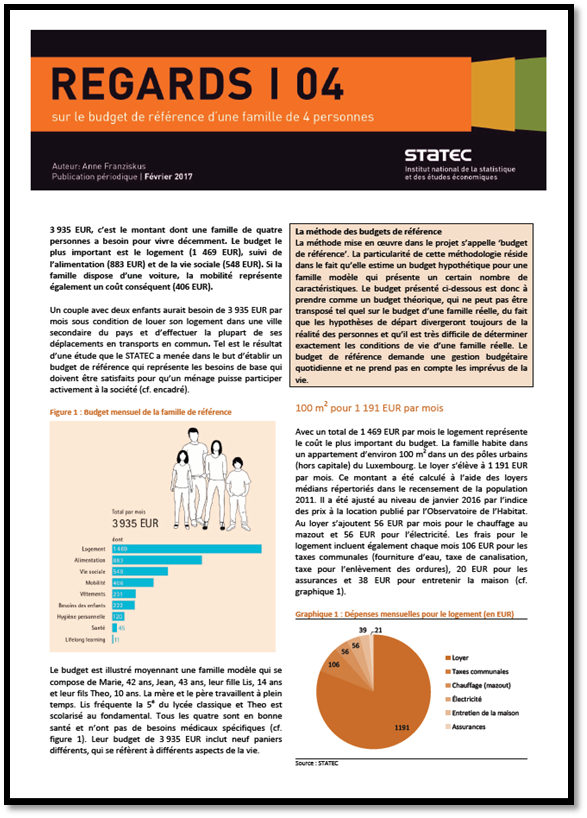 REGARDS I 04
sur le budget de référence d'une famille de 4 personnes
Auteur: Anne Franziskus
Publication périodique | Février 2017
STATEC
Institut national de la statistique
et des études économiques
3 935 EUR, c'est le montant dont une famille de quatre
personnes a besoin pour vivre décemment. Le budget le
plus important est le logement (1 469 EUR), suivi de
l'alimentation (883 EUR) et de la vie sociale (548 EUR). Si la
famille dispose d'une voiture, la mobilité représente
également un coût conséquent (406 EUR).
Un couple avec deux enfants aurait besoin de 3 935 EUR par
mois sous condition de louer son logement dans une ville
secondaire du pays et d'effectuer la plupart de ses
déplacements en transports en commun. Tel est le résultat
d'une étude que le STATEC a menée dans le but d'établir un
budget de référence qui représente les besoins de base qui
doivent être satisfaits pour qu'un ménage puisse participer
activement à la société (cf. encadré).
Figure 1 : Budget mensuel de la famille de référence
Total par mois
3 935 EUR
dont
Logement 1 469
Alimentation 883
Vie sociale 548
Mobilité 406
Vêtements 231
Besoins des enfants 222
Hygiène personnelle 120
Santé 45
Lifelong learning 11
Le budget est illustré moyennant une famille modèle qui se
compose de Marie, 42 ans, Jean, 43 ans, leur fille Lis, 14 ans
et leur fils Theo, 10 ans. La mère et le père travaillent à plein
temps. Lis fréquente la 5e du lycée classique et Theo est
scolarisé au fondamental. Tous les quatre sont en bonne
santé et n'ont pas de besoins médicaux spécifiques (cf.
figure 1). Leur budget de 3 935 EUR inclut neuf paniers
différents, qui se réfèrent à différents aspects de la vie.
La méthode des budgets de référence
La méthode mise en œuvre dans le projet s'appelle 'budget
de référence'. La particularité de cette méthodologie réside
dans le fait qu'elle estime un budget hypothétique pour une
famille modèle qui présente un certain nombre de
caractéristiques. Le budget présenté ci-dessous est donc à
prendre comme un budget théorique, qui ne peut pas être
transposé tel quel sur le budget d'une famille réelle, du fait
que les hypothèses de départ divergeront toujours de la
réalité des personnes et qu'il est très difficile de déterminer
exactement les conditions de vie d'une famille réelle. Le
budget de référence demande une gestion budgétaire
quotidienne et ne prend pas en compte les imprévus de la
vie.
100 m2 pour 1 191 EUR par mois
Avec un total de 1 469 EUR par mois le logement représente
le coût le plus important du budget. La famille habite dans
un appartement d'environ 100 m2 dans un des pôles urbains
(hors capitale) du Luxembourg. Le loyer s'élève à 1 191 EUR
par mois. Ce montant a été calculé à l'aide des loyers
médians répertoriés dans le recensement de la population
2011. Il a été ajusté au niveau de janvier 2016 par l'indice
des prix à la location publié par l'Observatoire de l'Habitat.
Au loyer s'ajoutent 56 EUR par mois pour le chauffage au
mazout et 56 EUR pour l'électricité. Les frais pour le
logement incluent également chaque mois 106 EUR pour les
taxes communales (fourniture d'eau, taxe de canalisation,
taxe pour l'enlèvement des ordures), 20 EUR pour les
assurances et 38 EUR pour entretenir la maison (cf.
graphique 1).
Graphique 1 : Dépenses mensuelles pour le logement (en EUR)
39 21
56
56
106
1191
Loyer
Taxes communales
Chauffage (mazout)
Électricité
Entretien de la maison
Assurances
Source : STATEC